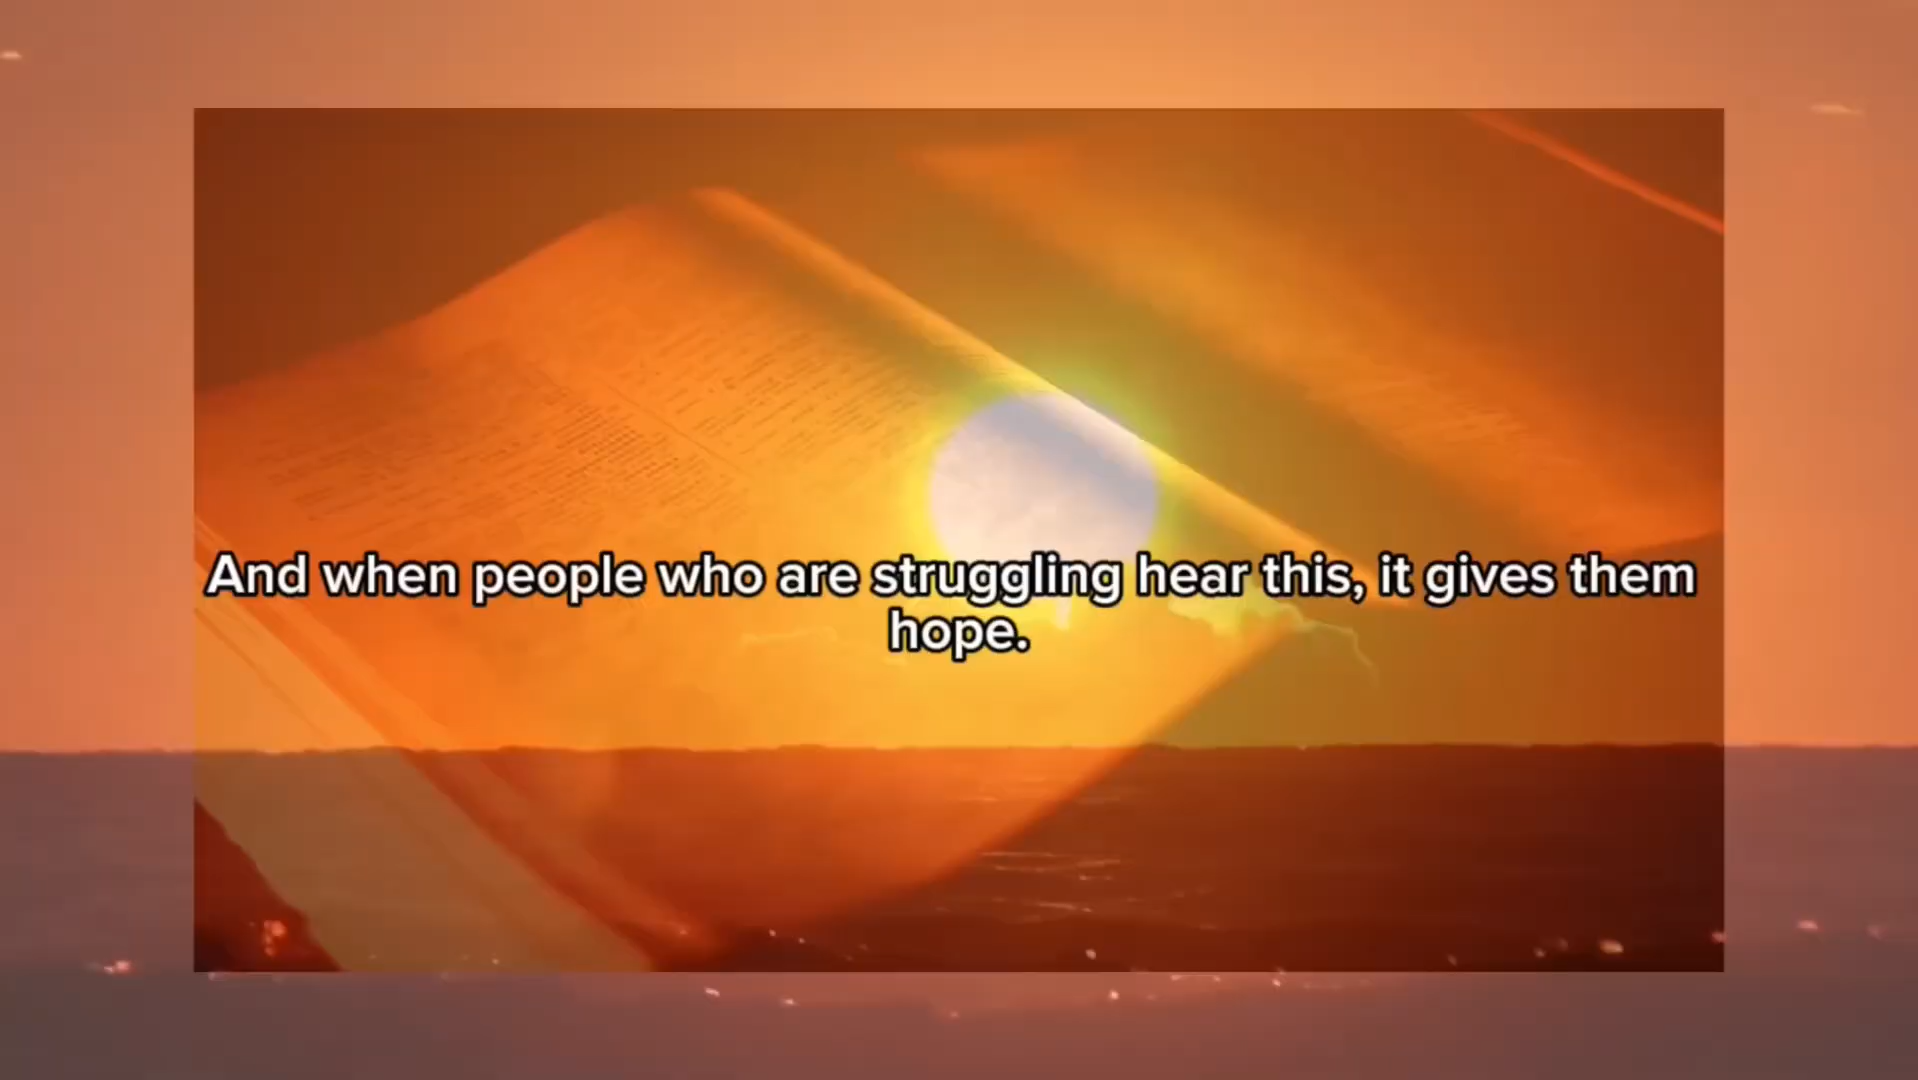 And when people who are struggling hear this, it gives them
hope.